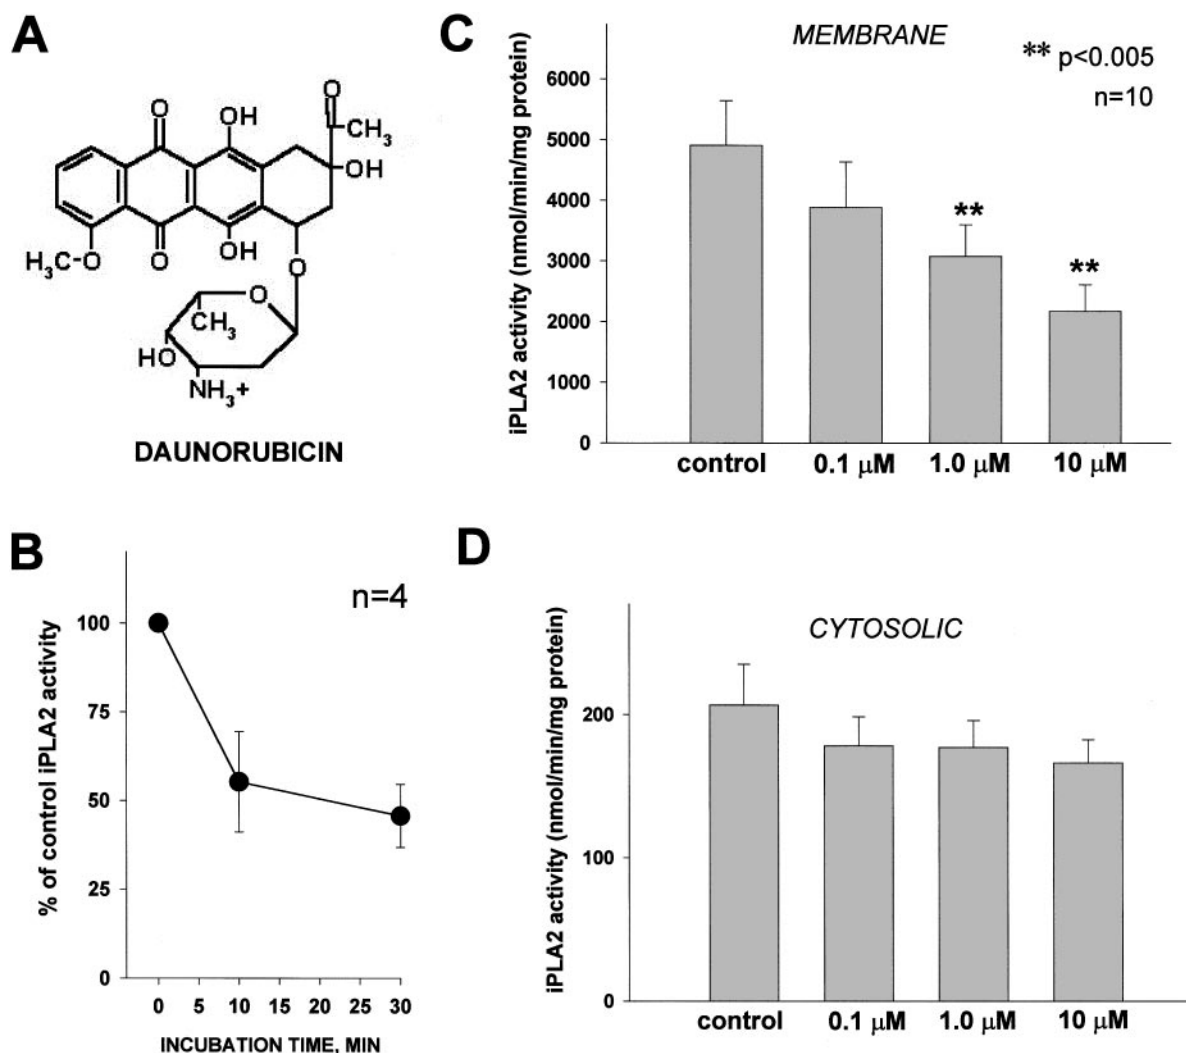 A
O
OH
O
CH3
OH
H3C-O
O
OH
O
O
CH3
HO
NH3+
DAUNORUBICIN
B
n=4
% of control iPLA2 activity
100
75
50
25
0
0 5 10 15 20 25 30
INCUBATION TIME, MIN
C
MEMBRANE
** p<0.005
n=10
iPLA2 activity (nmol/min/mg protein)
6000
5000
4000
3000
2000
1000
0
**
**
control 0.1 µM 1.0 µM 10 µM
D
CYTOSOLIC
iPLA2 activity (nmol/min/mg protein)
200
100
0
control 0.1 µM 1.0 µM 10 µM